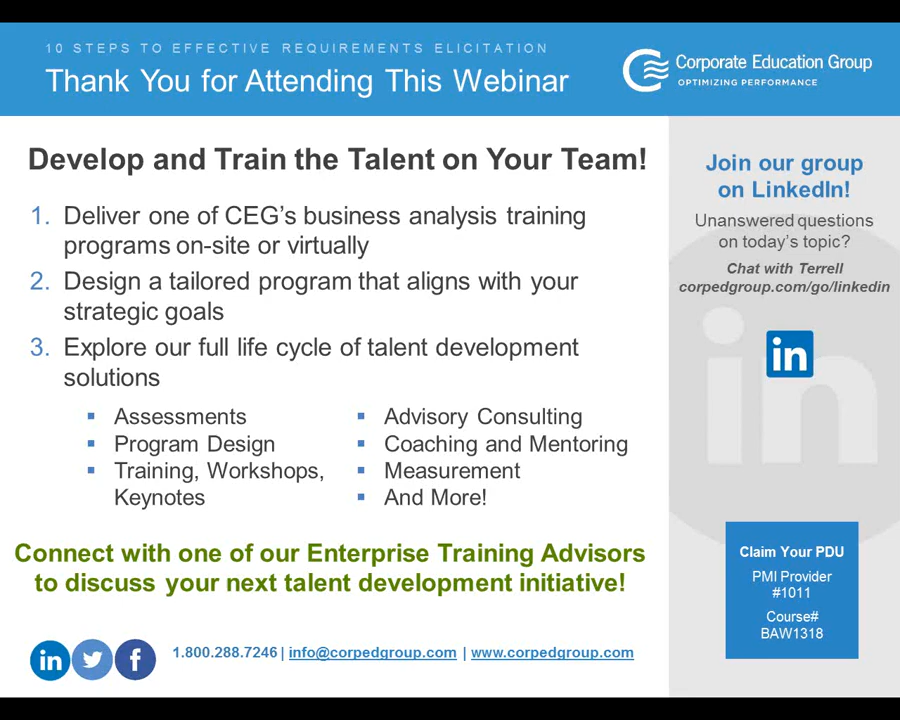 10 STEPS TO EFFECTIVE REQUIREMENTS ELICITATION
Thank You for Attending This Webinar
Corporate Education Group
OPTIMIZING PERFORMANCE
Develop and Train the Talent on Your Team!
1. Deliver one of CEG's business analysis training
programs on-site or virtually
2. Design a tailored program that aligns with your
strategic goals
3. Explore our full life cycle of talent development
solutions
▪ Assessments
▪ Program Design
▪ Training, Workshops,
Keynotes
▪ Advisory Consulting
▪ Coaching and Mentoring
▪ Measurement
▪ And More!
Connect with one of our Enterprise Training Advisors
to discuss your next talent development initiative!
in f
1.800.288.7246 | info@corpedgroup.com | www.corpedgroup.com
Join our group
on LinkedIn!
Unanswered questions
on today's topic?
Chat with Terrell
corpedgroup.com/go/linkedin
in
in
Claim Your PDU
PMI Provider
#1011
Course#
BAW1318